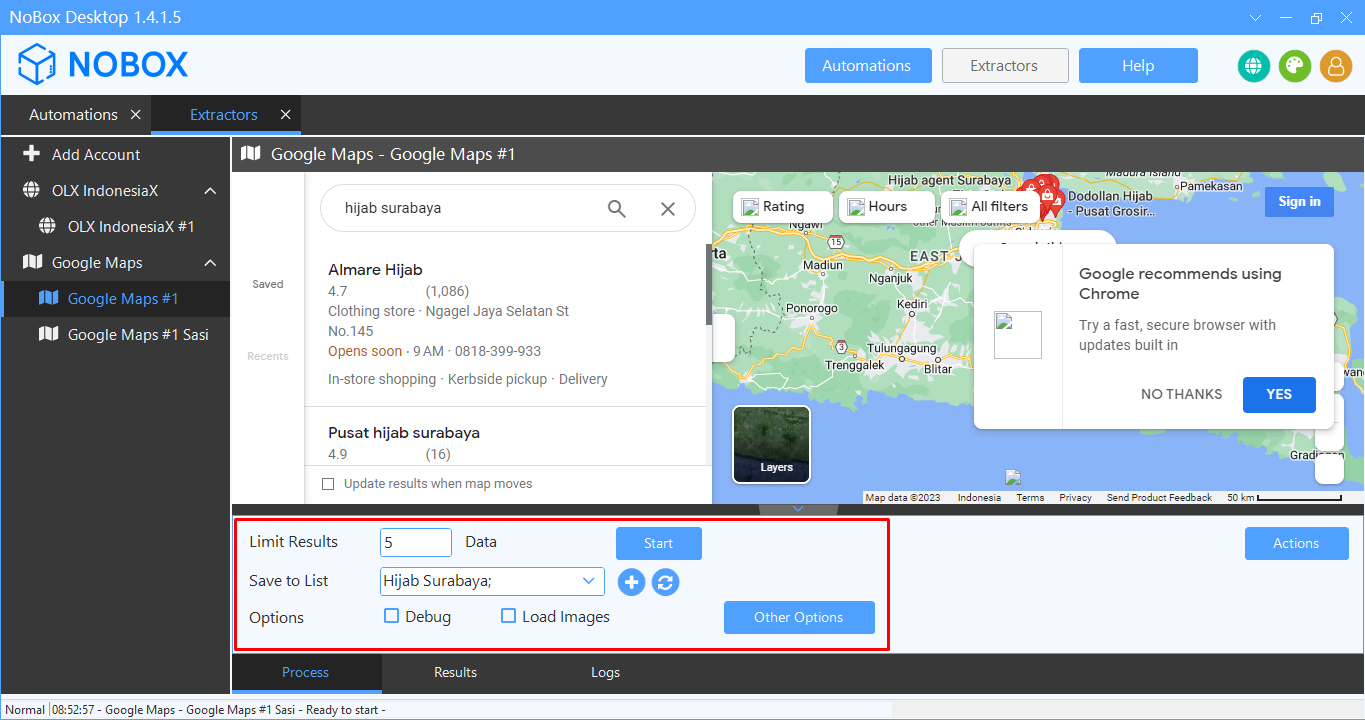 NoBox Desktop 1.4.1.5
NOBOX
Automations
Extractors
Help
Automations
Extractors
Add Account
OLX IndonesiaX
OLX IndonesiaX #1
Google Maps
Google Maps #1
Google Maps #1 Sasi
Google Maps - Google Maps #1
Saved
Recents
hijab surabaya
Almare Hijab
4.7 (1,086)
Clothing store · Ngagel Jaya Selatan St
No.145
Opens soon · 9 AM · 0818-399-933
In-store shopping · Kerbside pickup · Delivery
Pusat hijab surabaya
4.9 (16)
Update results when map moves
Hijab agent Surabaya
Madura Island
Pamekasan
Rating
Hours
All filters
Dodollan Hijab
- Pusat Grosir...
Sign in
Ngawi
15
EAST J
Madiun
Nganjuk
Kediri
Ponorogo
3
Tulungagung
Trenggalek
Blitar
Google recommends using
Chrome
Try a fast, secure browser with
updates built in
NO THANKS
YES
Layers
Map data ©2023
Indonesia
Terms
Privacy
Send Product Feedback
50 km
Limit Results
5
Data
Start
Actions
Save to List
Hijab Surabaya;
Options
Debug
Load Images
Other Options
Process
Results
Logs
Normal
08:52:57 - Google Maps - Google Maps #1 Sasi - Ready to start -